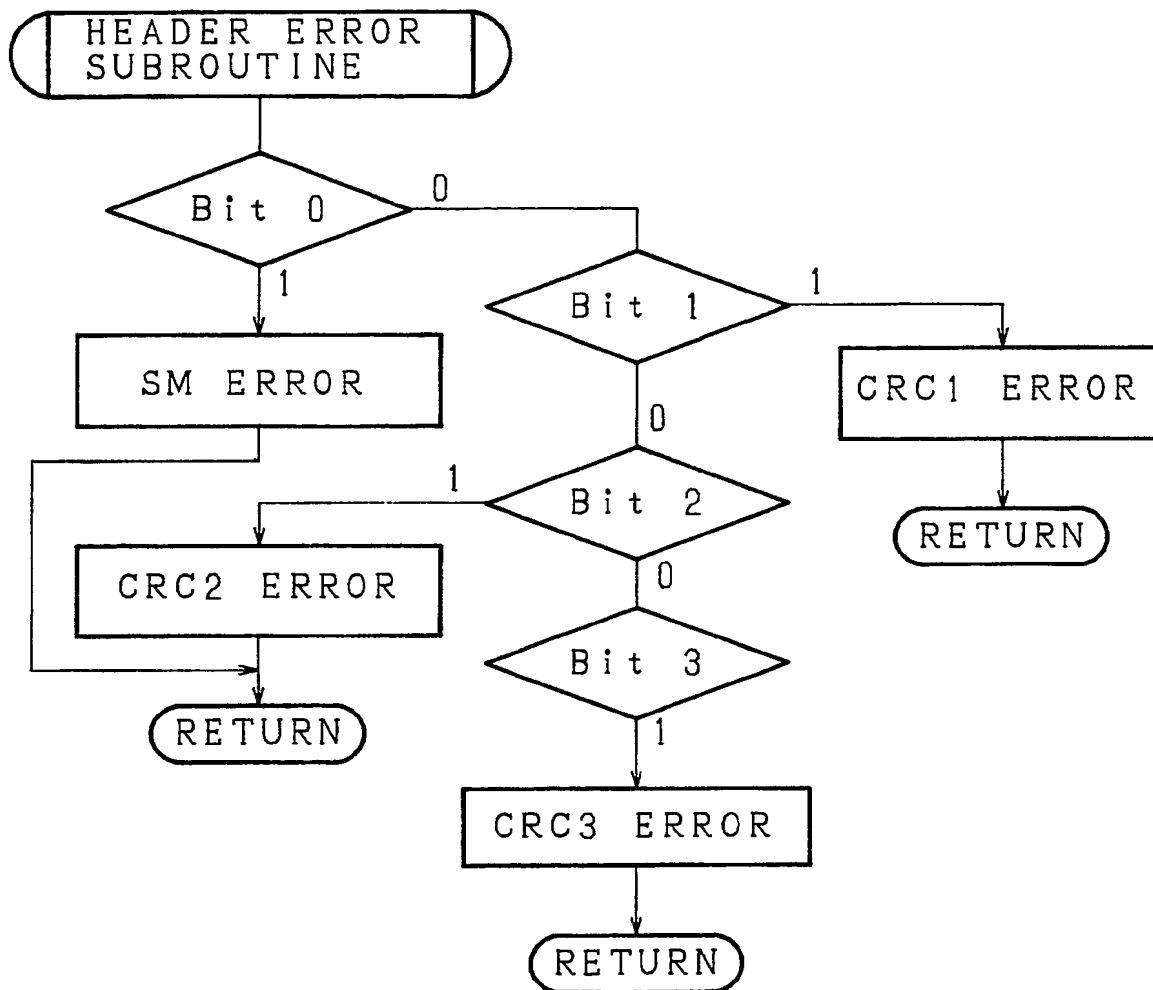 HEADER ERROR
SUBROUTINE
Bit 0
0
1
Bit 1
1
SM ERROR
CRC1 ERROR
0
Bit 2
1
RETURN
CRC2 ERROR
0
Bit 3
RETURN
1
CRC3 ERROR
RETURN